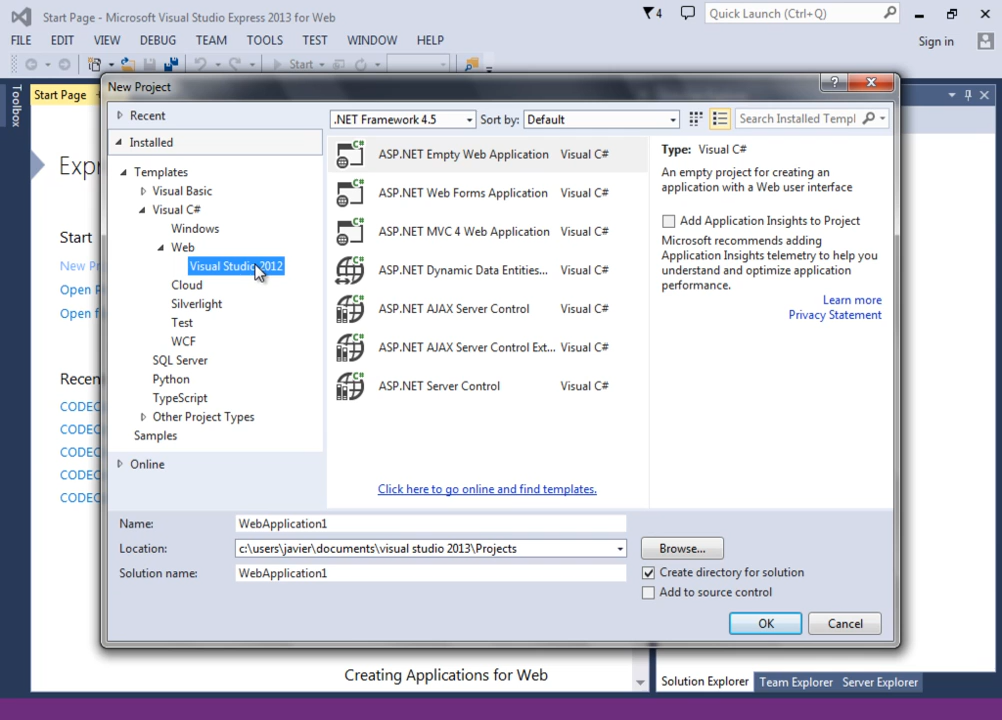 Start Page - Microsoft Visual Studio Express 2013 for Web
4
Quick Launch (Ctrl+Q)
FILE EDIT VIEW DEBUG TEAM TOOLS TEST WINDOW HELP
Sign in
Start
Toolbox
Start Page
New Project
?
Recent
Installed
Templates
Visual Basic
Visual C#
Windows
Web
Visual Studio 2012
Cloud
Silverlight
Test
WCF
SQL Server
Python
TypeScript
Other Project Types
Samples
Online
.NET Framework 4.5
Sort by:
Default
Search Installed Templ
ASP.NET Empty Web Application Visual C#
ASP.NET Web Forms Application Visual C#
ASP.NET MVC 4 Web Application Visual C#
ASP.NET Dynamic Data Entities... Visual C#
ASP.NET AJAX Server Control Visual C#
ASP.NET AJAX Server Control Ext... Visual C#
ASP.NET Server Control Visual C#
Click here to go online and find templates.
Type: Visual C#
An empty project for creating an
application with a Web user interface
Add Application Insights to Project
Microsoft recommends adding
Application Insights telemetry to help you
understand and optimize application
performance.
Learn more
Privacy Statement
Name: WebApplication1
Location: c:\users\javier\documents\visual studio 2013\Projects
Browse...
Solution name: WebApplication1
Create directory for solution
Add to source control
OK
Cancel
Exp
Start
New Pr
Open P
Open f
Recen
CODEC
CODEC
CODEC
CODEC
CODEC
Creating Applications for Web
Solution Explorer Team Explorer Server Explorer